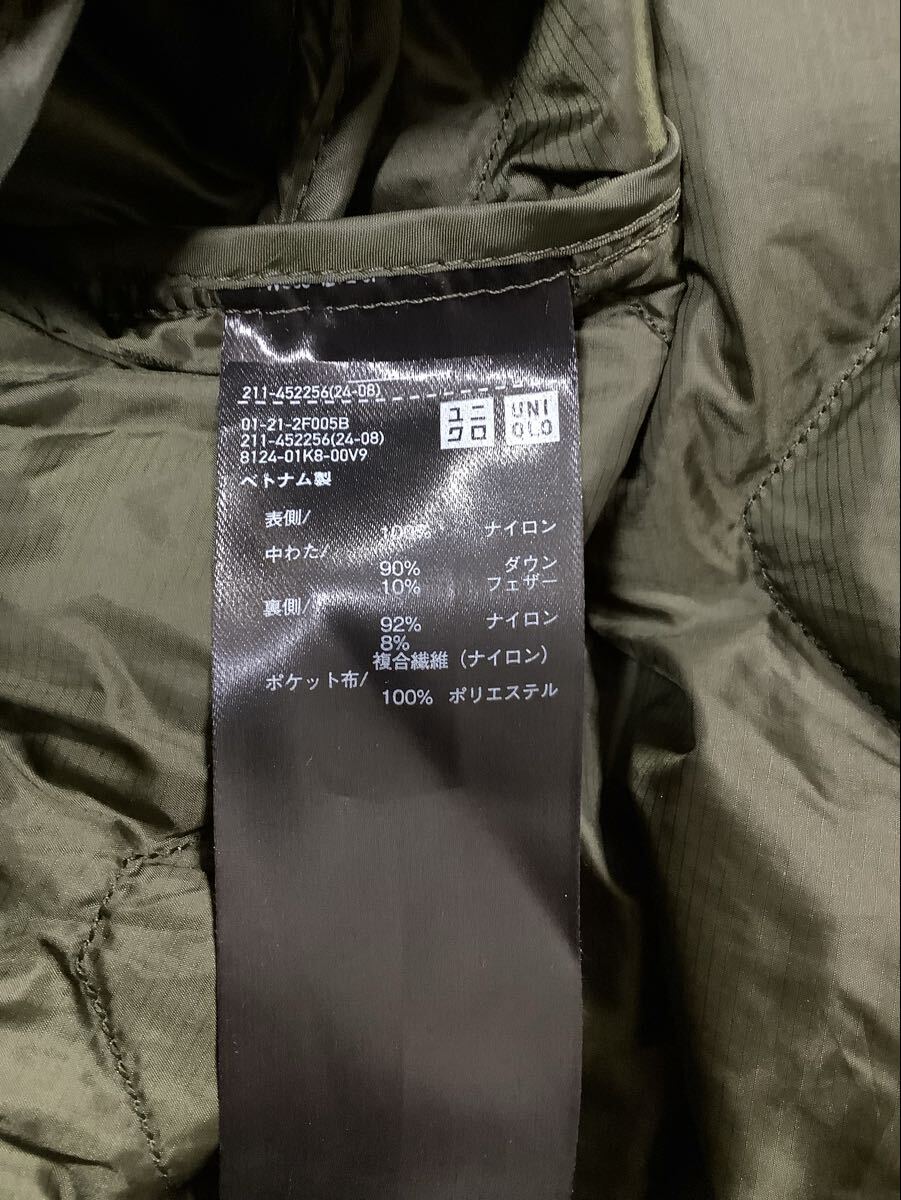 211-452256(24-08)
ユニクロ
UNIQLO
01-21-2F005B
211-452256(24-08)
8124-01K8-00V9
ベトナム製
表側/
100% ナイロン
中わた/
90% ダウン
10% フェザー
裏側/
92% ナイロン
8%
複合繊維(ナイロン)
ポケット布/
100% ポリエステル